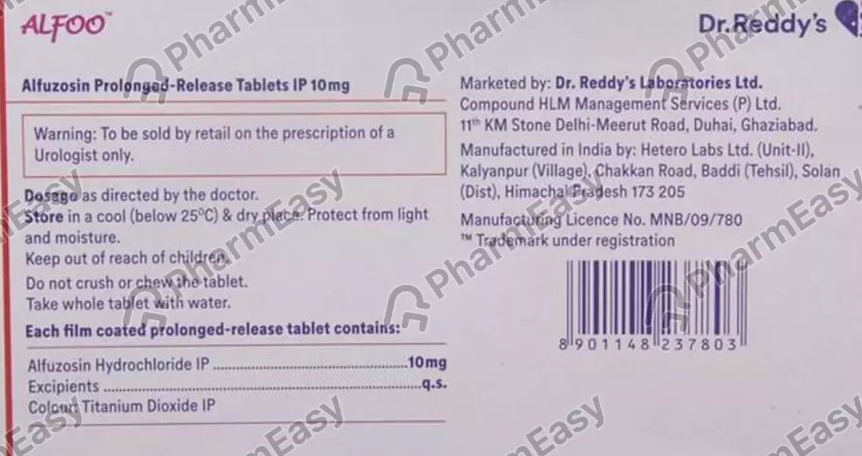 ALFOO™
Dr.Reddy's
Alfuzosin Prolonged-Release Tablets IP 10mg
Warning: To be sold by retail on the prescription of a
Urologist only.
Dosage as directed by the doctor.
Store in a cool (below 25°C) & dry place. Protect from light
and moisture.
Keep out of reach of children.
Do not crush or chew the tablet.
Take whole tablet with water.
Each film coated prolonged-release tablet contains:
Alfuzosin Hydrochloride IP ........10mg
Excipients ........q.s.
Colour: Titanium Dioxide IP
Marketed by: Dr. Reddy's Laboratories Ltd.
Compound HLM Management Services (P) Ltd.
11th KM Stone Delhi-Meerut Road, Duhai, Ghaziabad.
Manufactured in India by: Hetero Labs Ltd. (Unit-II),
Kalyanpur (Village), Chakkan Road, Baddi (Tehsil), Solan
(Dist), Himachal Pradesh 173 205
Manufacturing Licence No. MNB/09/780
™ Trademark under registration
8 901148 237803
PharmEasy
PharmEasy
PharmEasy
PharmEasy
PharmEasy
PharmEasy